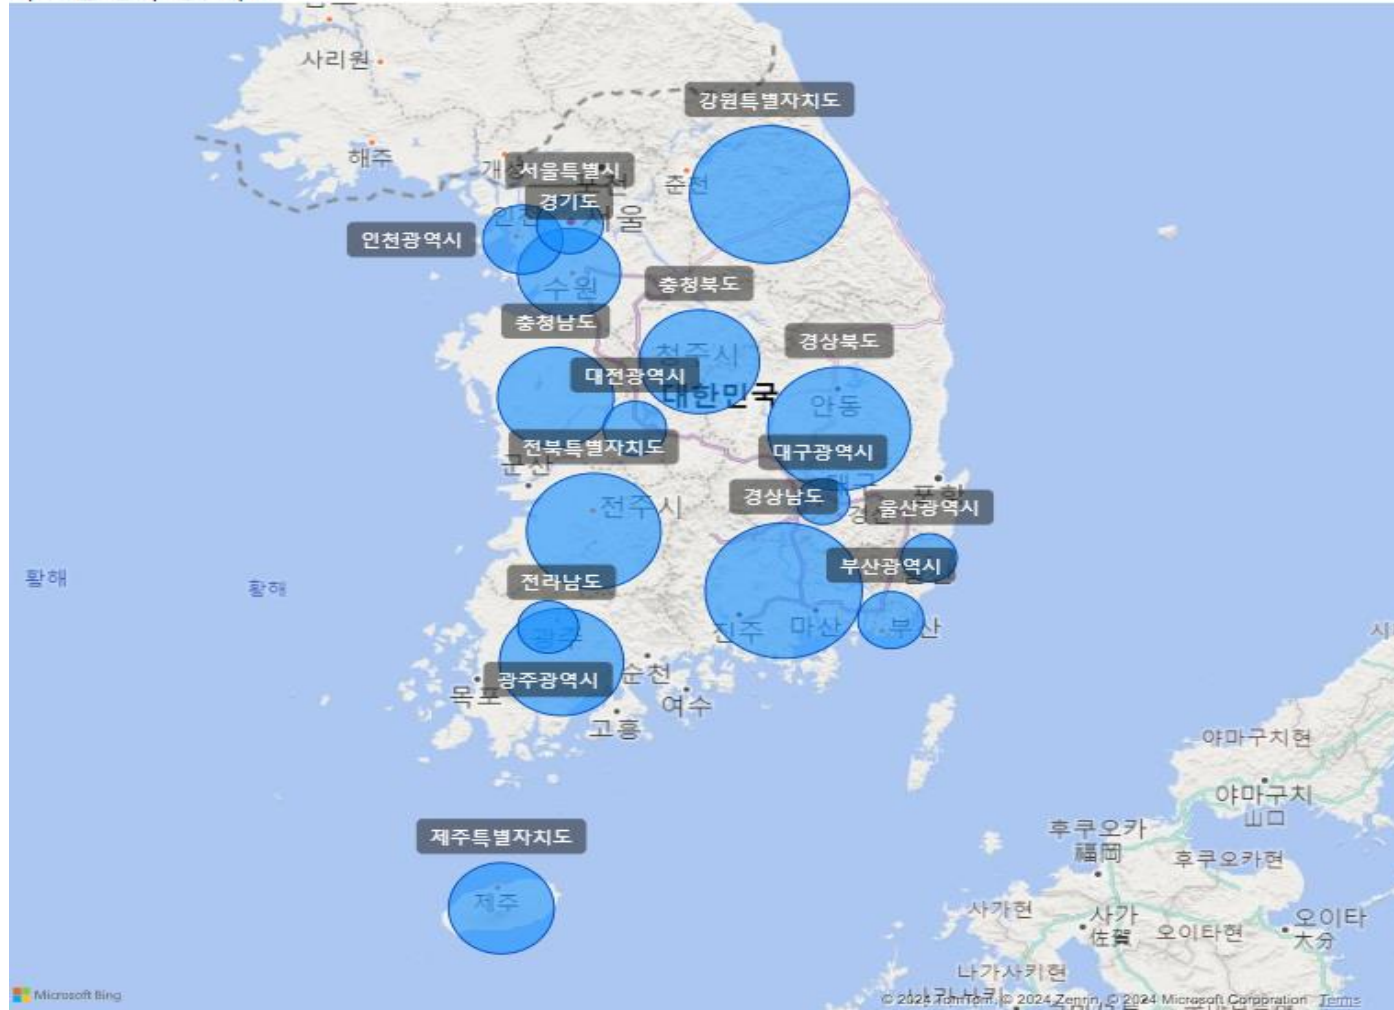 사리원
강원특별자치도
해주
서울특별시
춘천
경기도
서울
인천광역시
수원
충청북도
충청남도
경상북도
청주시
대전광역시
대한민국
안동
전북특별자치도
대구광역시
군산
경상남도
전주시
울산광역시
황해
황해
부산광역시
전라남도
진주
마산
부산
광주
광주광역시
순천
목포
여수
고흥
야마구치현
야마구치
山口
제주특별자치도
후쿠오카
福岡
후쿠오카현
제주
사가현
사가
佐賀
오이타현
오이타
大分
나가사키현
Microsoft Bing
© 2024 TomTom, © 2024 Zenrin, © 2024 Microsoft Corporation Terms